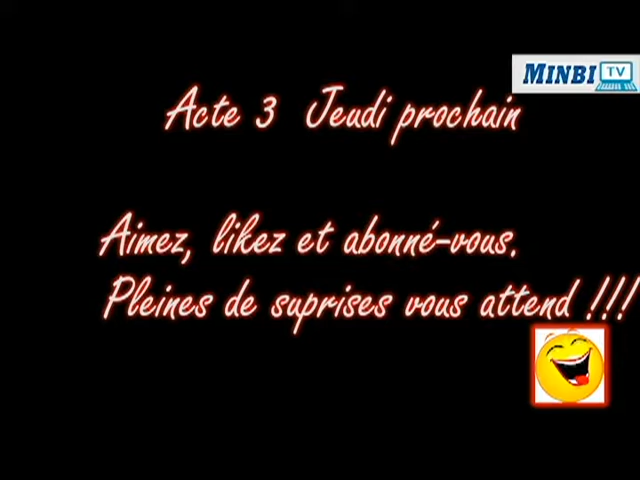 MINBI TV
Acte 3 Jeudi prochain
Aimez, likez et abonné-vous.
Pleines de suprises vous attend !!!